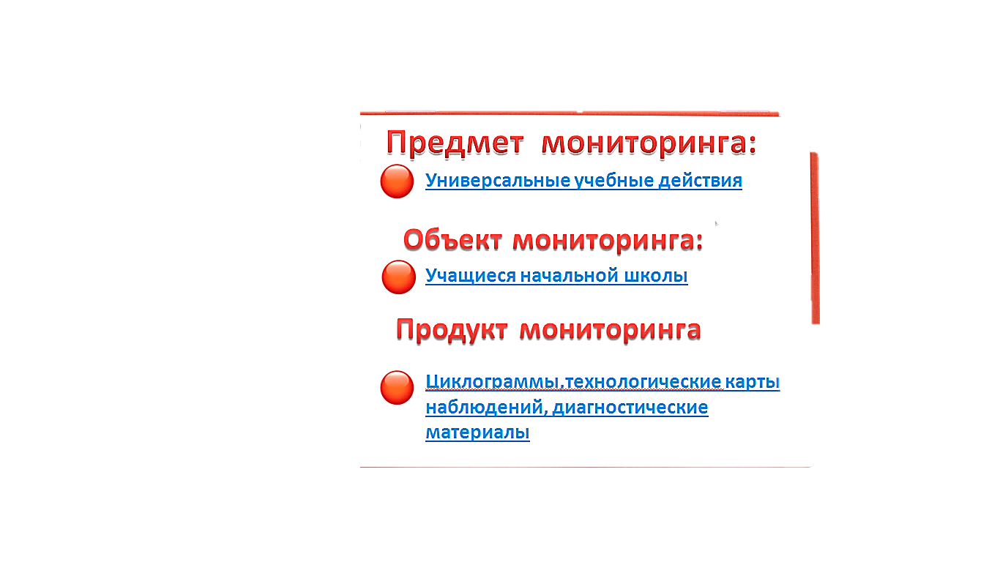 Предмет мониторинга:
Универсальные учебные действия
Объект мониторинга:
Учащиеся начальной школы
Продукт мониторинга
Циклограммы,технологические карты
наблюдений, диагностические
материалы